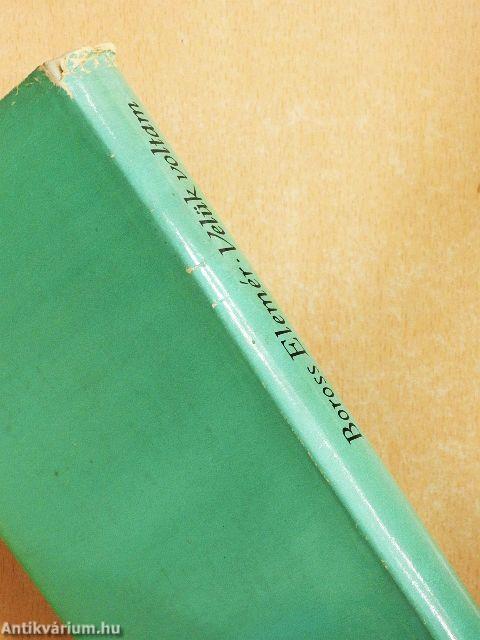 Boross Elemér · Velük voltam
Antikvárium.hu